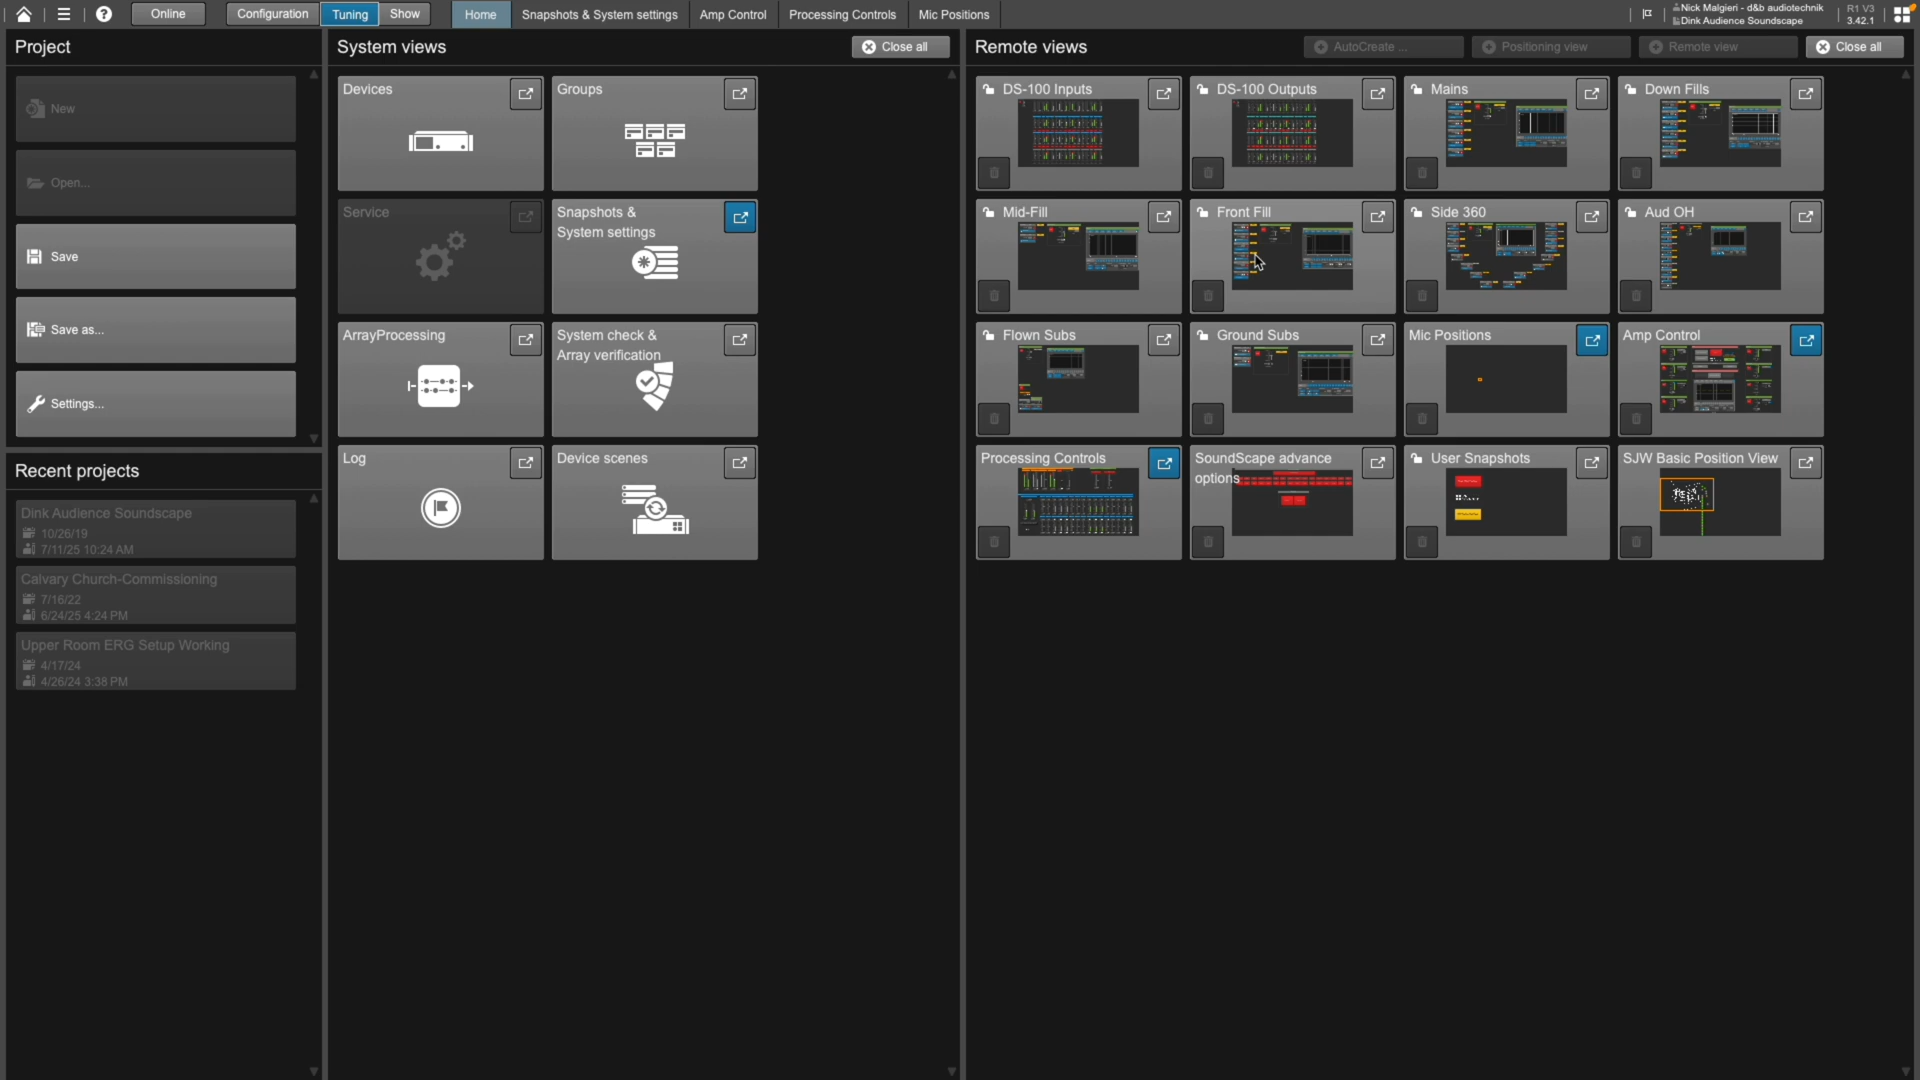 Online
Configuration
Tuning
Show
Home
Snapshots & System settings
Amp Control
Processing Controls
Mic Positions
Nick Malgieri - d&b audiotechnik
Dink Audience Soundscape
R1 V3
3.42.1
Project
New
Open...
Save
Save as...
Settings...
Recent projects
Dink Audience Soundscape
10/26/19
7/11/25 10:24 AM
Calvary Church-Commissioning
7/16/22
6/24/25 4:24 PM
Upper Room ERG Setup Working
4/17/24
4/26/24 3:38 PM
System views
Close all
Devices
Groups
Service
Snapshots &
System settings
ArrayProcessing
System check &
Array verification
Log
Device scenes
Remote views
AutoCreate ...
Positioning view
Remote view
Close all
DS-100 Inputs
DS-100 Outputs
Mains
Down Fills
Mid-Fill
Front Fill
Side 360
Aud OH
Flown Subs
Ground Subs
Mic Positions
Amp Control
Processing Controls
SoundScape advance
options
User Snapshots
SJW Basic Position View